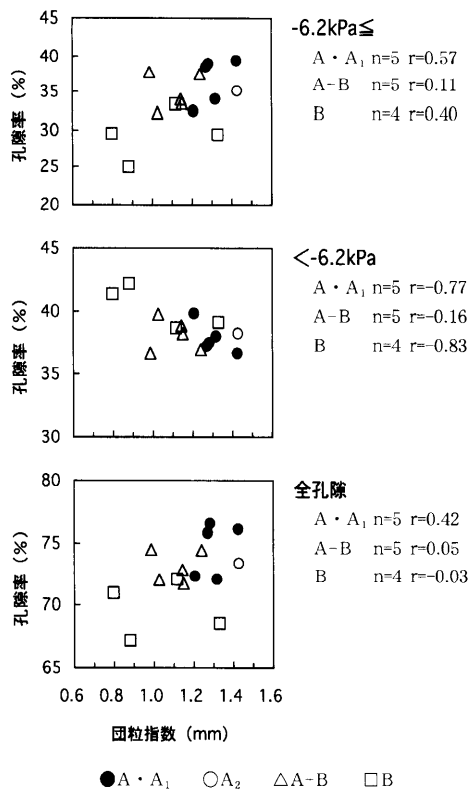 -6.2kPa≦
A・A₁ n=5 r=0.57
A-B n=5 r=0.11
B n=4 r=0.40
孔隙率 (%)
45
40
35
30
25
20
<-6.2kPa
A・A₁ n=5 r=-0.77
A-B n=5 r=-0.16
B n=4 r=-0.83
孔隙率 (%)
45
40
35
30
全孔隙
A・A₁ n=5 r=0.42
A-B n=5 r=0.05
B n=4 r=-0.03
孔隙率 (%)
80
75
70
65
0.6 0.8 1.0 1.2 1.4 1.6
団粒指数 (mm)
●A・A₁ ○A₂ △A-B □B